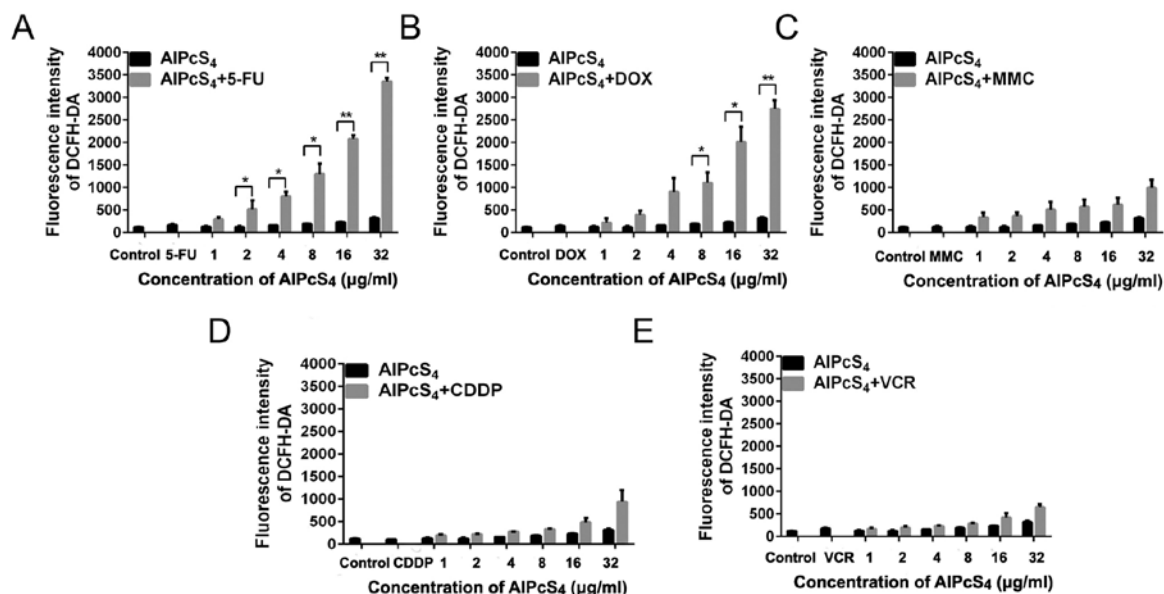 A
Fluorescence intensity
of DCFH-DA
4000
3500
3000
2500
2000
1500
1000
500
0
AlPcS₄
AlPcS₄+5-FU
*
*
*
**
**
Control 5-FU 1 2 4 8 16 32
Concentration of AlPcS₄ (µg/ml)
B
Fluorescence intensity
of DCFH-DA
4000
3500
3000
2500
2000
1500
1000
500
0
AlPcS₄
AlPcS₄+DOX
*
*
**
Control DOX 1 2 4 8 16 32
Concentration of AlPcS₄ (µg/ml)
C
Fluorescence intensity
of DCFH-DA
4000
3500
3000
2500
2000
1500
1000
500
0
AlPcS₄
AlPcS₄+MMC
Control MMC 1 2 4 8 16 32
Concentration of AlPcS₄ (µg/ml)
D
Fluorescence intensity
of DCFH-DA
4000
3500
3000
2500
2000
1500
1000
500
0
AlPcS₄
AlPcS₄+CDDP
Control CDDP 1 2 4 8 16 32
Concentration of AlPcS₄ (µg/ml)
E
Fluorescence intensity
of DCFH-DA
4000
3500
3000
2500
2000
1500
1000
500
0
AlPcS₄
AlPcS₄+VCR
Control VCR 1 2 4 8 16 32
Concentration of AlPcS₄ (µg/ml)